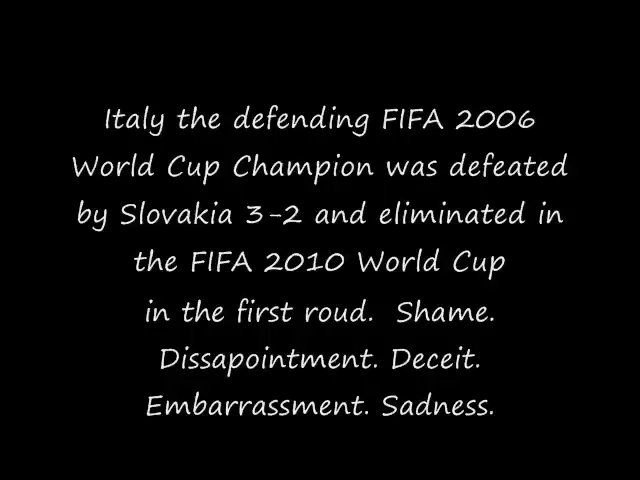 Italy the defending FIFA 2006
World Cup Champion was defeated
by Slovakia 3-2 and eliminated in
the FIFA 2010 World Cup
in the first roud. Shame.
Dissapointment. Deceit.
Embarrassment. Sadness.